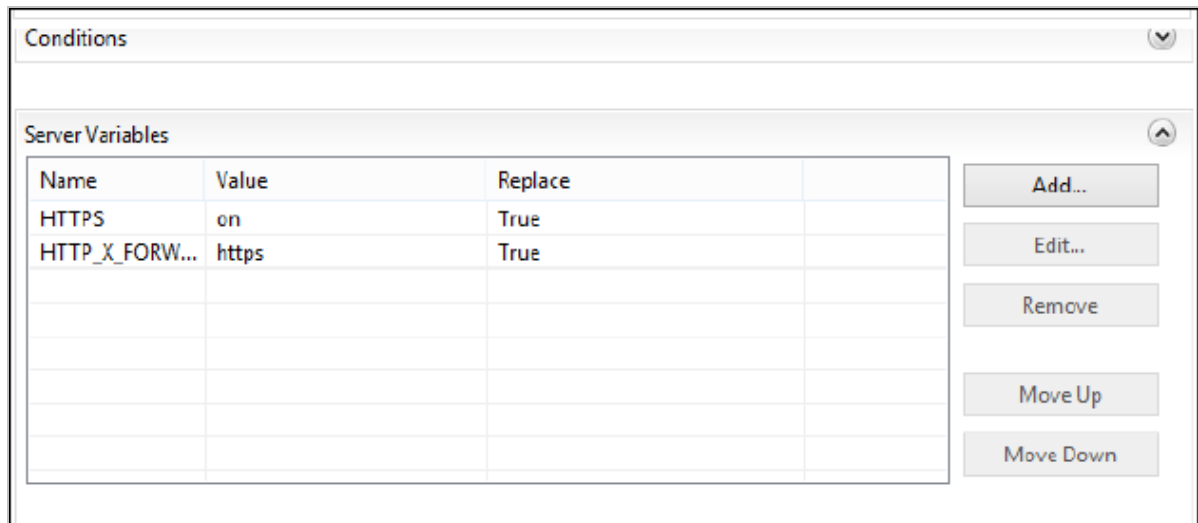 Conditions
Server Variables
Name Value Replace
Add...
HTTPS on True
HTTP_X_FORW... https True
Edit...
Remove
Move Up
Move Down